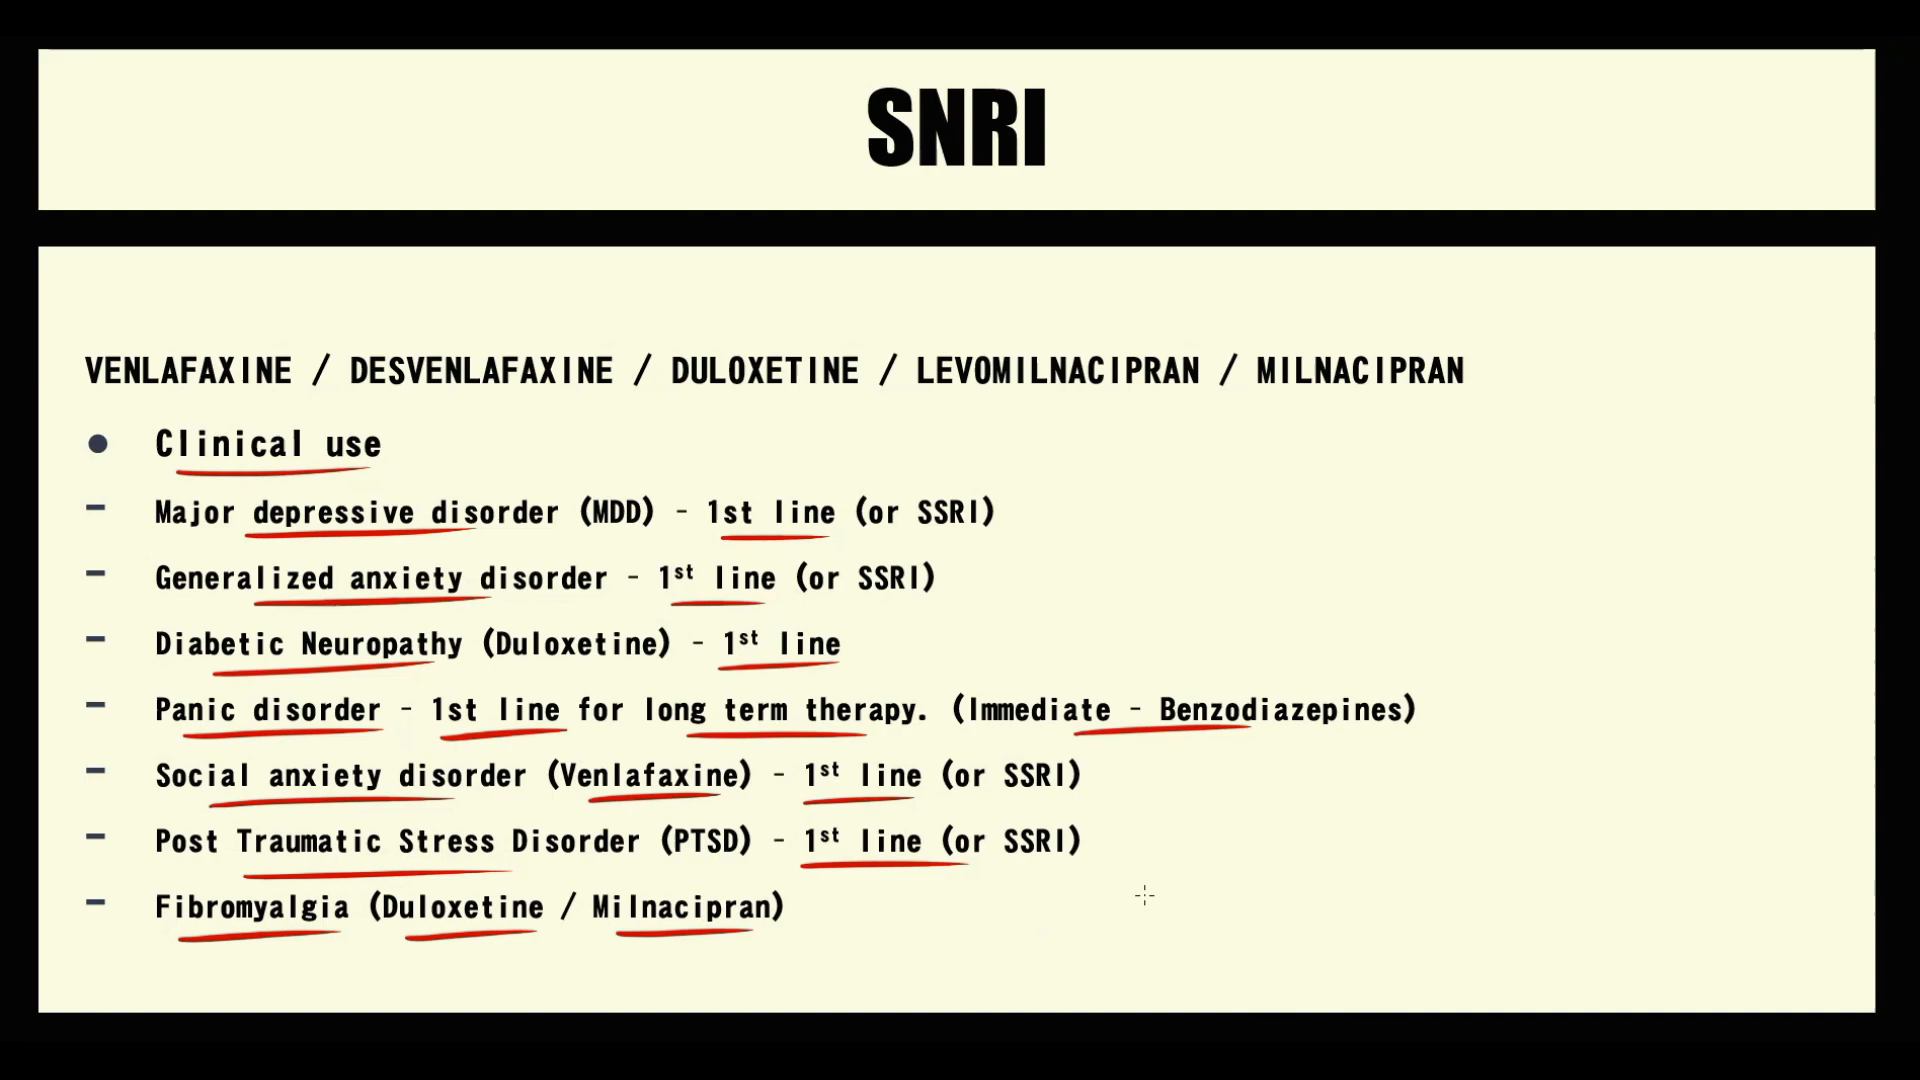 SNRI
VENLAFAXINE / DESVENLAFAXINE / DULOXETINE / LEVOMILNACIPRAN / MILNACIPRAN
● Clinical use
- Major depressive disorder (MDD) - 1st line (or SSRI)
- Generalized anxiety disorder - 1st line (or SSRI)
- Diabetic Neuropathy (Duloxetine) - 1st line
- Panic disorder - 1st line for long term therapy. (Immediate - Benzodiazepines)
- Social anxiety disorder (Venlafaxine) - 1st line (or SSRI)
- Post Traumatic Stress Disorder (PTSD) - 1st line (or SSRI)
- Fibromyalgia (Duloxetine / Milnacipran)